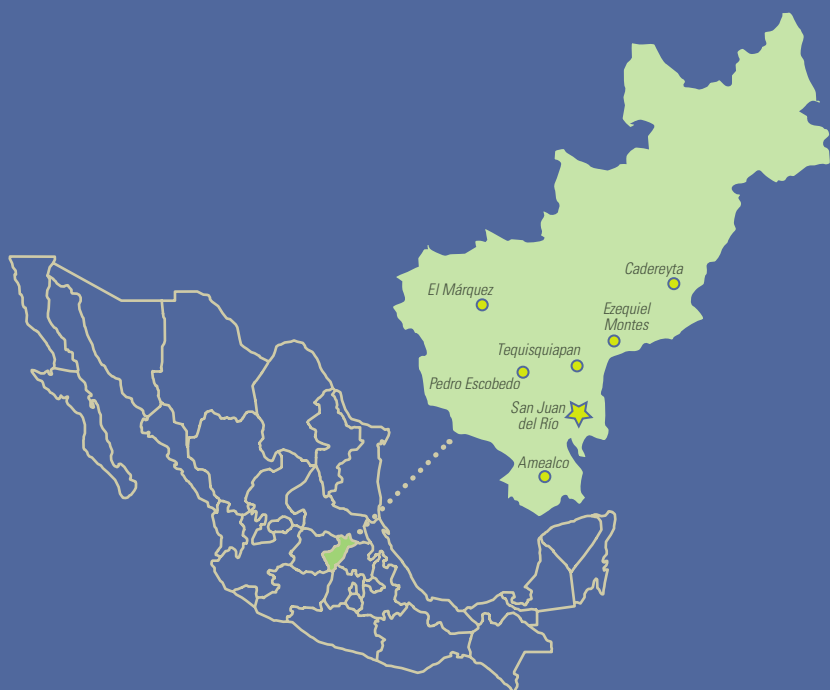 Cadereyta
El Márquez
Ezequiel
Montes
Tequisquiapan
Pedro Escobedo
San Juan
del Río
Amealco